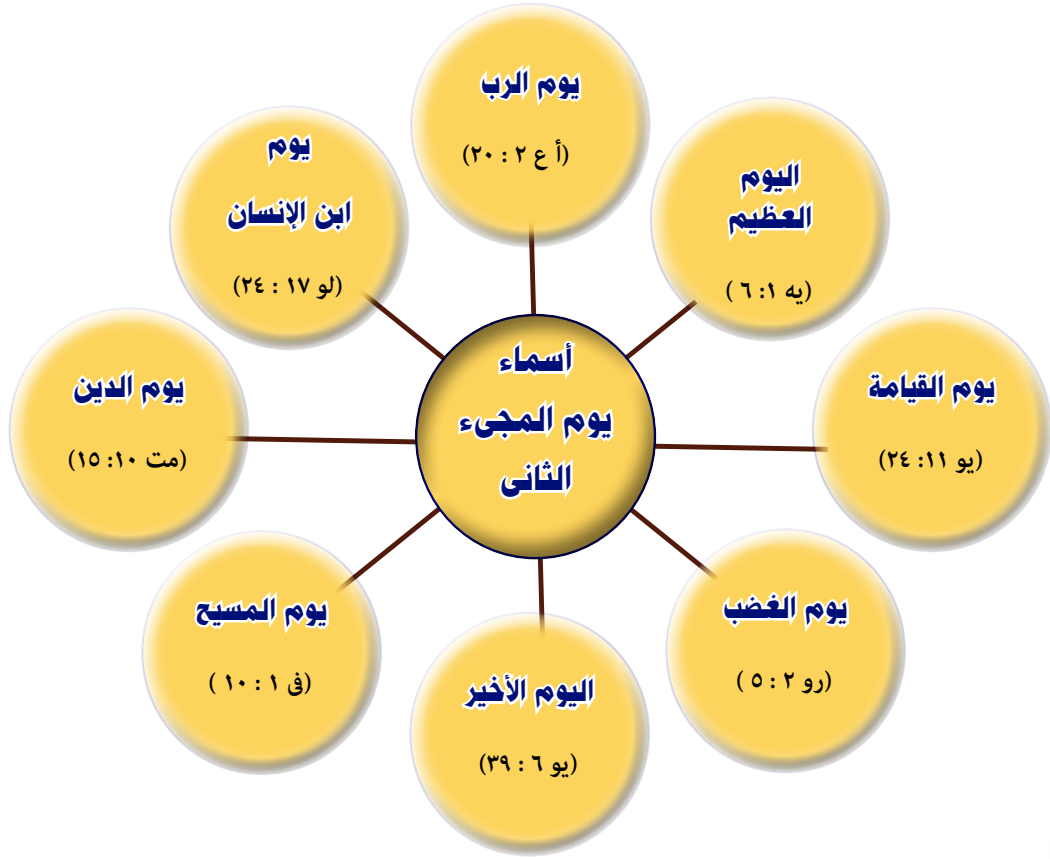 أسماء
يوم المجىء
الثانى
يوم الرب
(أ ع ٢ : ٢٠)
اليوم
العظيم
(يه ١: ٦ )
يوم القيامة
(يو ١١: ٢٤)
يوم الغضب
(رو ٢ : ٥ )
اليوم الأخير
(يو ٦ : ٣٩)
يوم المسيح
(فى ١ : ١٠ )
يوم الدين
(مت ١٠: ١٥)
يوم
ابن الإنسان
(لو ١٧ : ٢٤)